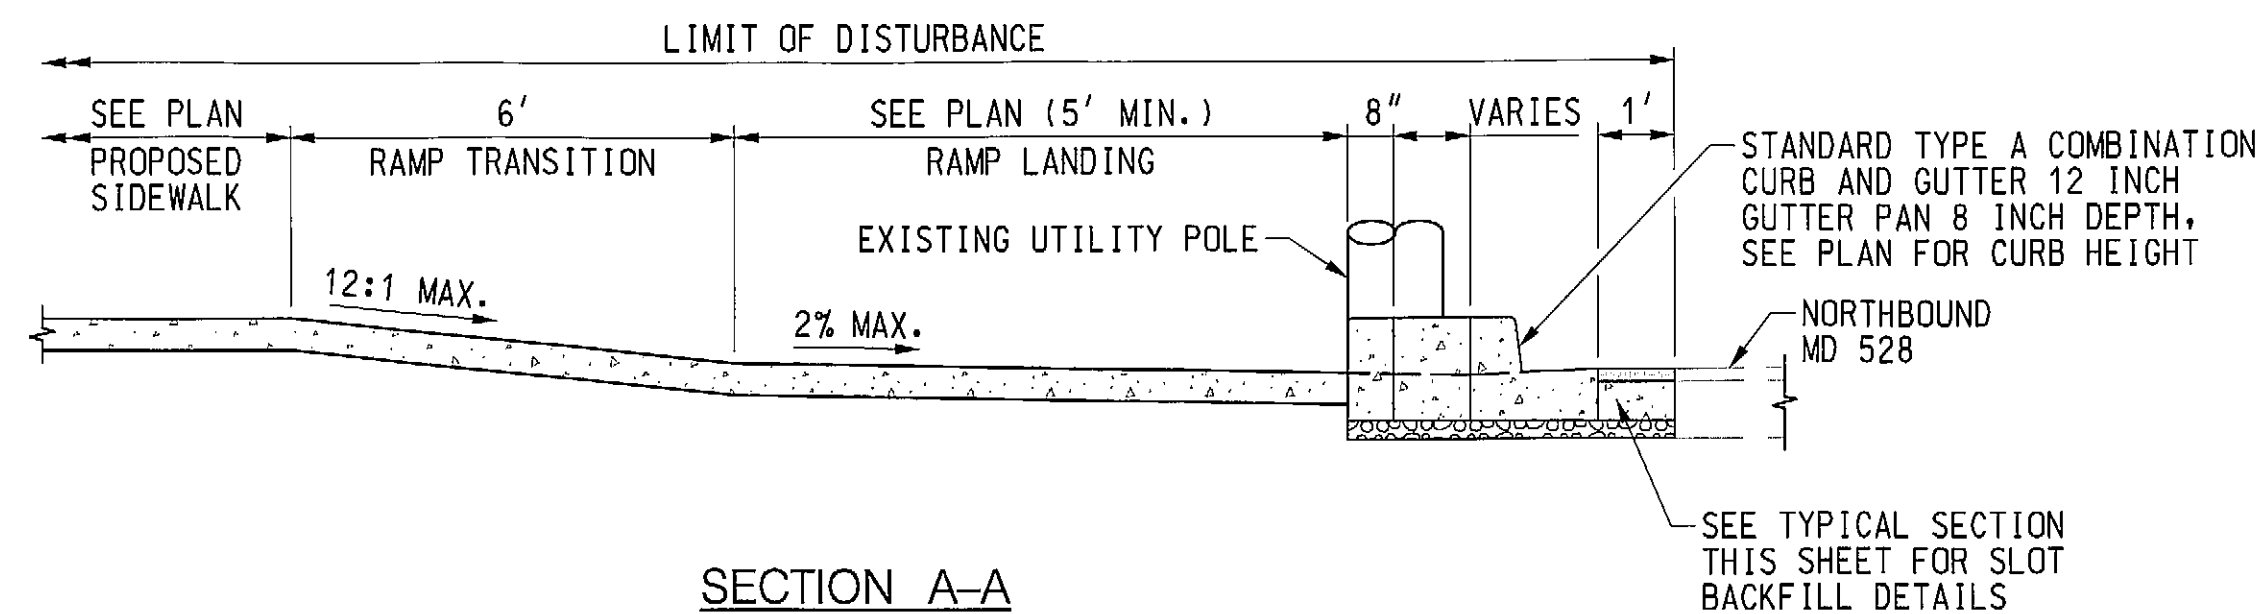 LIMIT OF DISTURBANCE
SEE PLAN
6'
SEE PLAN (5' MIN.)
8"
VARIES
1'
PROPOSED
SIDEWALK
RAMP TRANSITION
RAMP LANDING
STANDARD TYPE A COMBINATION
CURB AND GUTTER 12 INCH
GUTTER PAN 8 INCH DEPTH,
SEE PLAN FOR CURB HEIGHT
EXISTING UTILITY POLE
12:1 MAX.
2% MAX.
NORTHBOUND
MD 528
SEE TYPICAL SECTION
THIS SHEET FOR SLOT
BACKFILL DETAILS
SECTION A-A